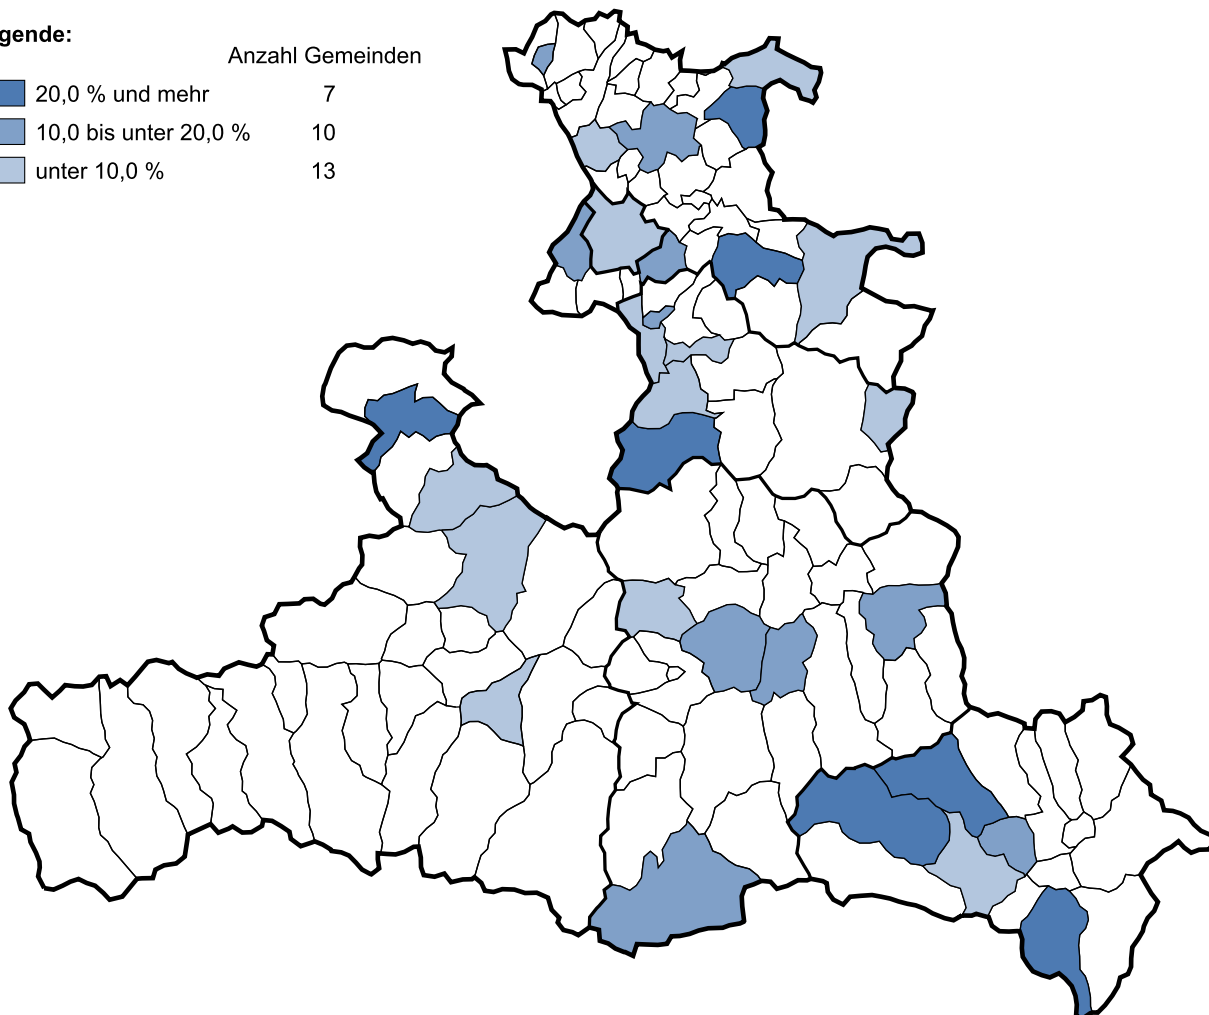 gende:
Anzahl Gemeinden
20,0 % und mehr 7
10,0 bis unter 20,0 % 10
unter 10,0 % 13